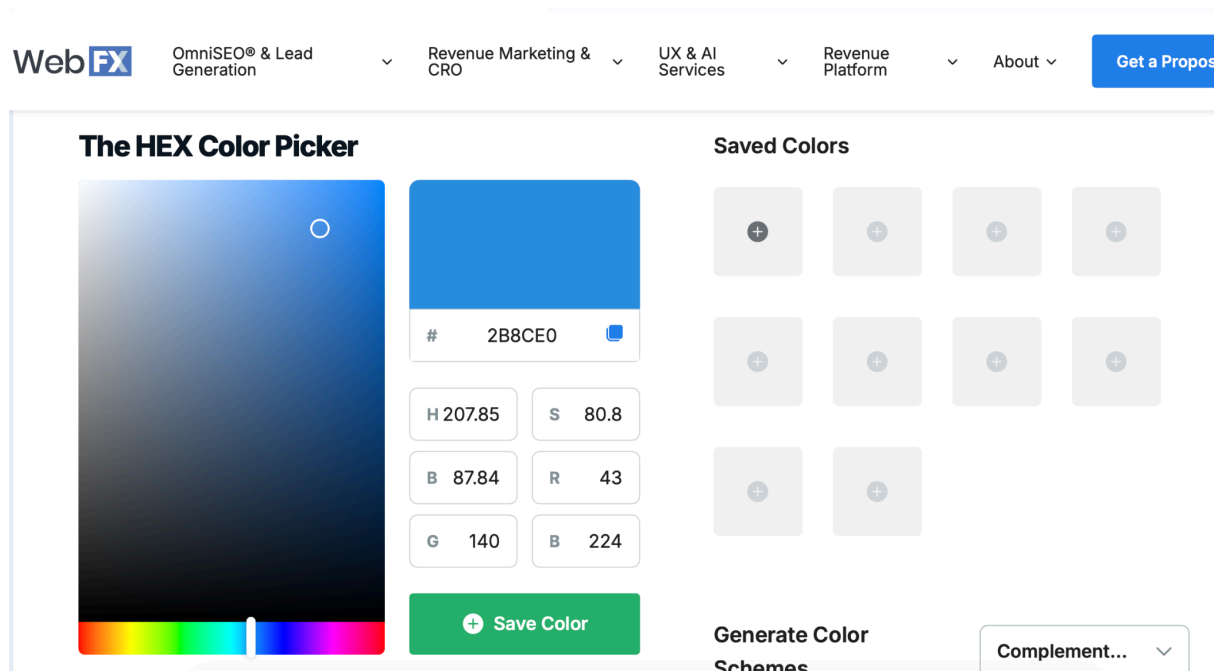 WebFX
OmniSEO® & Lead
Generation
Revenue Marketing &
CRO
UX & AI
Services
Revenue
Platform
About
Get a Propos
The HEX Color Picker
Saved Colors
# 2B8CE0
H 207.85 S 80.8
B 87.84 R 43
G 140 B 224
Save Color
Generate Color
Schemes
Complement...